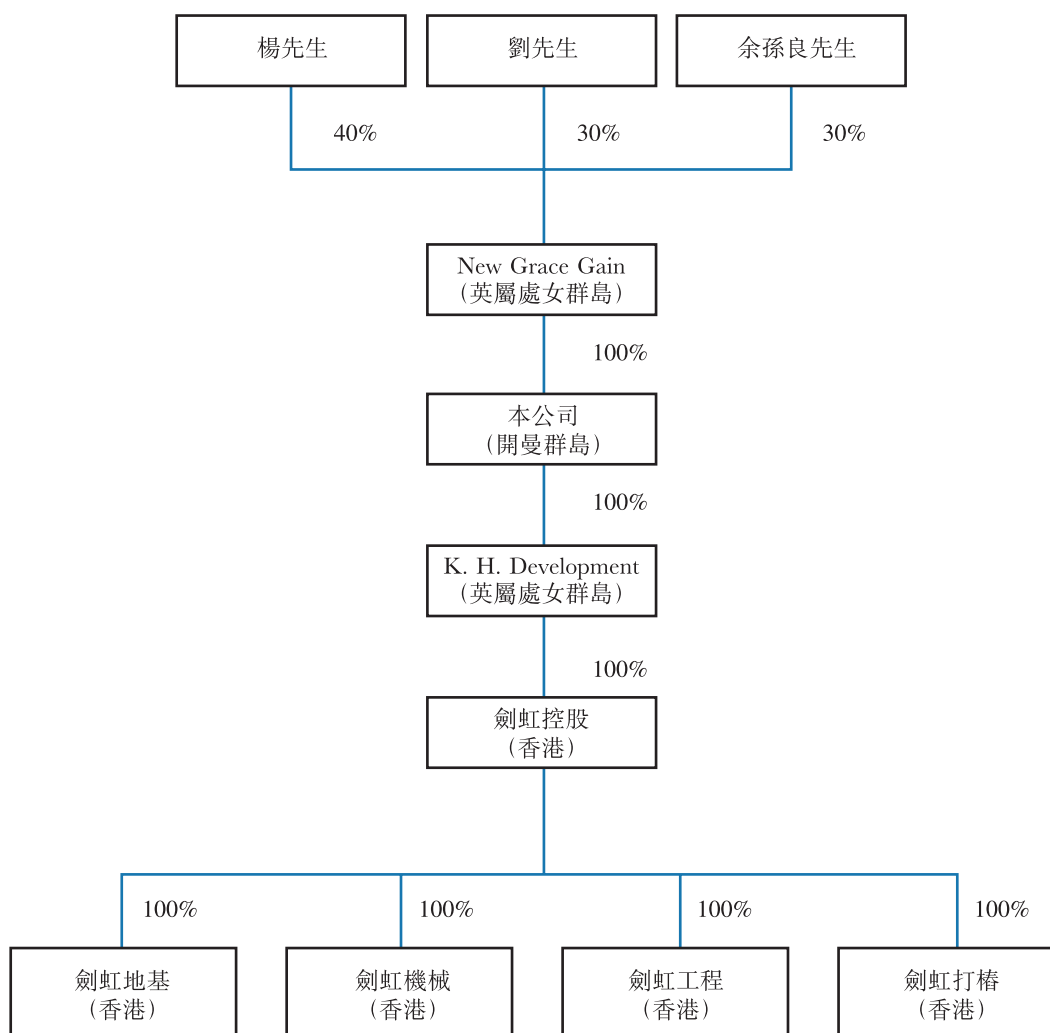 楊先生
劉先生
余孫良先生
40%
30%
30%
New Grace Gain
（英屬處女群島）
100%
本公司
（開曼群島）
100%
K. H. Development
（英屬處女群島）
100%
劍虹控股
（香港）
100%
100%
100%
100%
劍虹地基
（香港）
劍虹機械
（香港）
劍虹工程
（香港）
劍虹打樁
（香港）